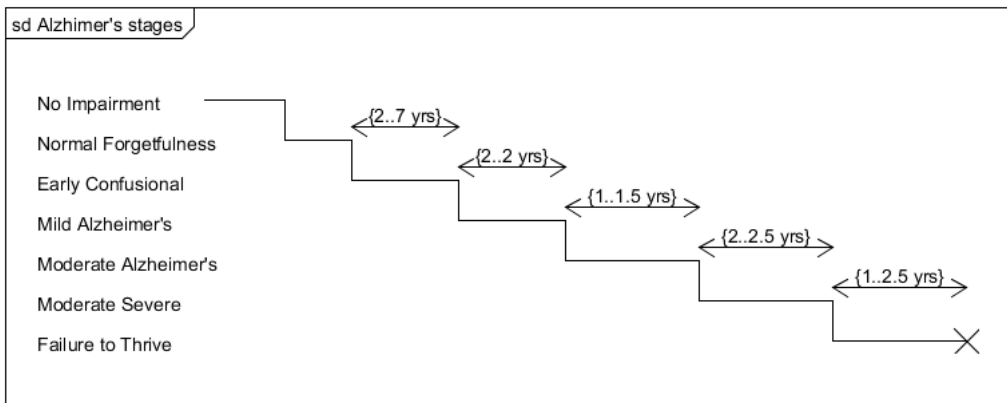 sd Alzhimer's stages
No Impairment
{2..7 yrs}
Normal Forgetfulness
{2..2 yrs}
Early Confusional
{1..1.5 yrs}
Mild Alzheimer's
{2..2.5 yrs}
Moderate Alzheimer's
{1..2.5 yrs}
Moderate Severe
Failure to Thrive